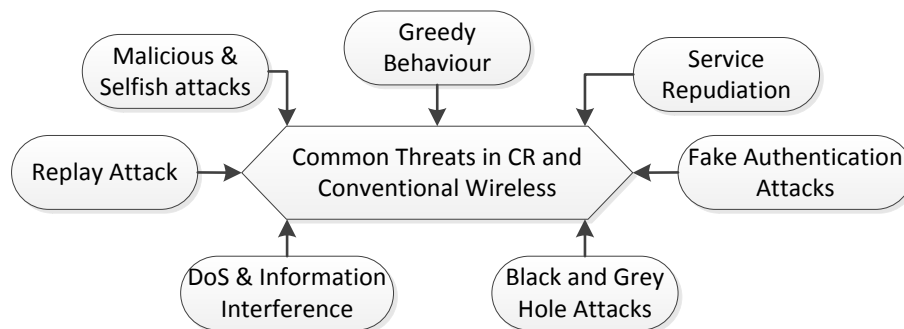 Malicious &
Selfish attacks
Greedy
Behaviour
Service
Repudiation
Replay Attack
Common Threats in CR and
Conventional Wireless
Fake Authentication
Attacks
DoS & Information
Interference
Black and Grey
Hole Attacks